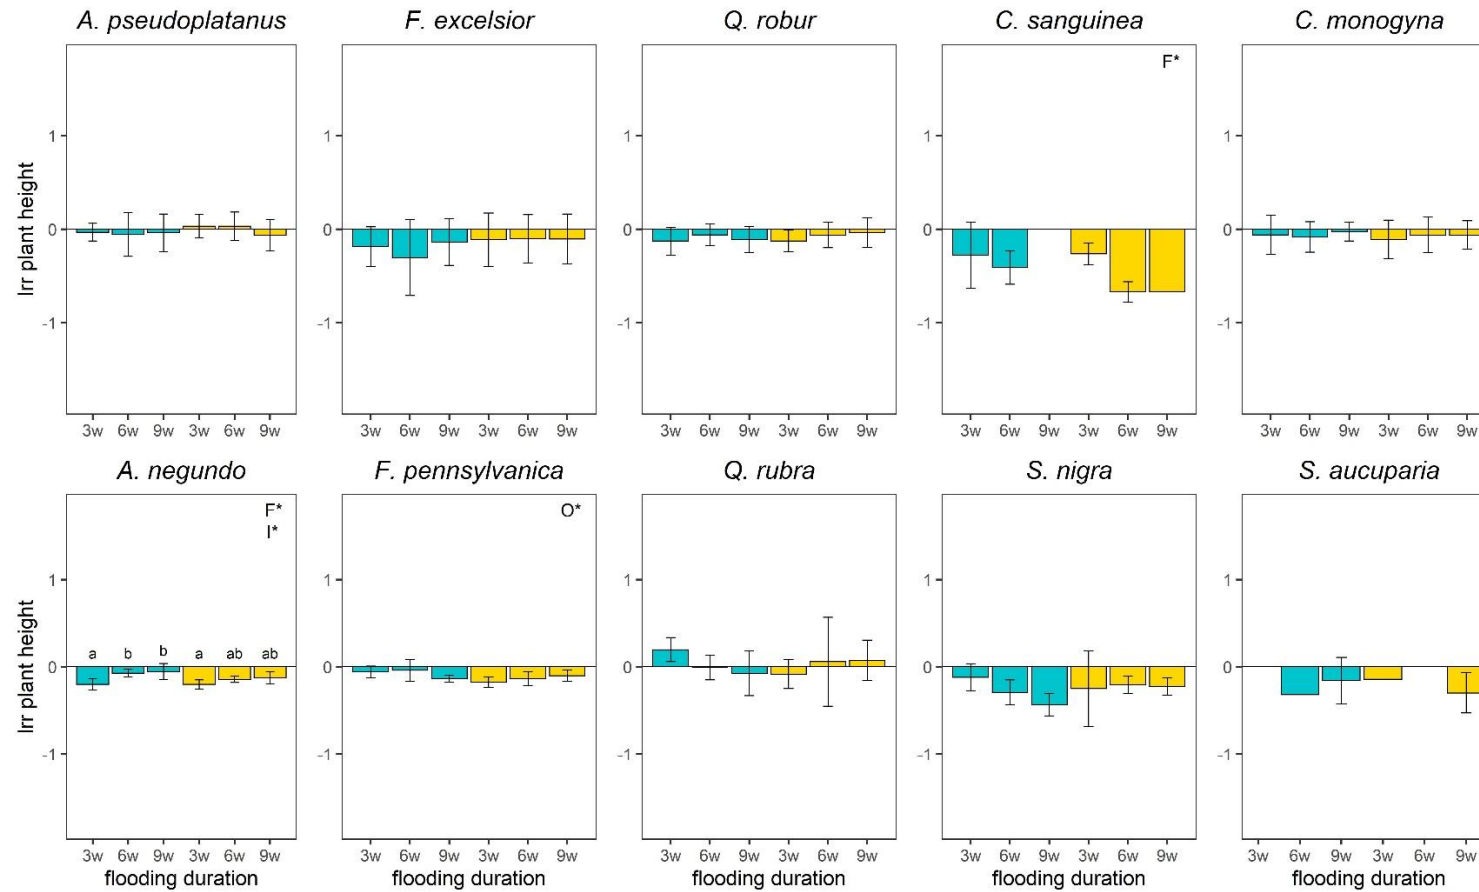 A. pseudoplatanus
F. excelsior
Q. robur
C. sanguinea
C. monogyna
F*
1
0
-1
1
0
-1
1
0
-1
1
0
-1
1
0
-1
lrr plant height
3w 6w 9w 3w 6w 9w
3w 6w 9w 3w 6w 9w
3w 6w 9w 3w 6w 9w
3w 6w 9w 3w 6w 9w
3w 6w 9w 3w 6w 9w
A. negundo
F. pennsylvanica
Q. rubra
S. nigra
S. aucuparia
F*
I*
O*
a b b a ab ab
1
0
-1
1
0
-1
1
0
-1
1
0
-1
1
0
-1
lrr plant height
3w 6w 9w 3w 6w 9w
3w 6w 9w 3w 6w 9w
3w 6w 9w 3w 6w 9w
3w 6w 9w 3w 6w 9w
3w 6w 9w 3w 6w 9w
flooding duration
flooding duration
flooding duration
flooding duration
flooding duration